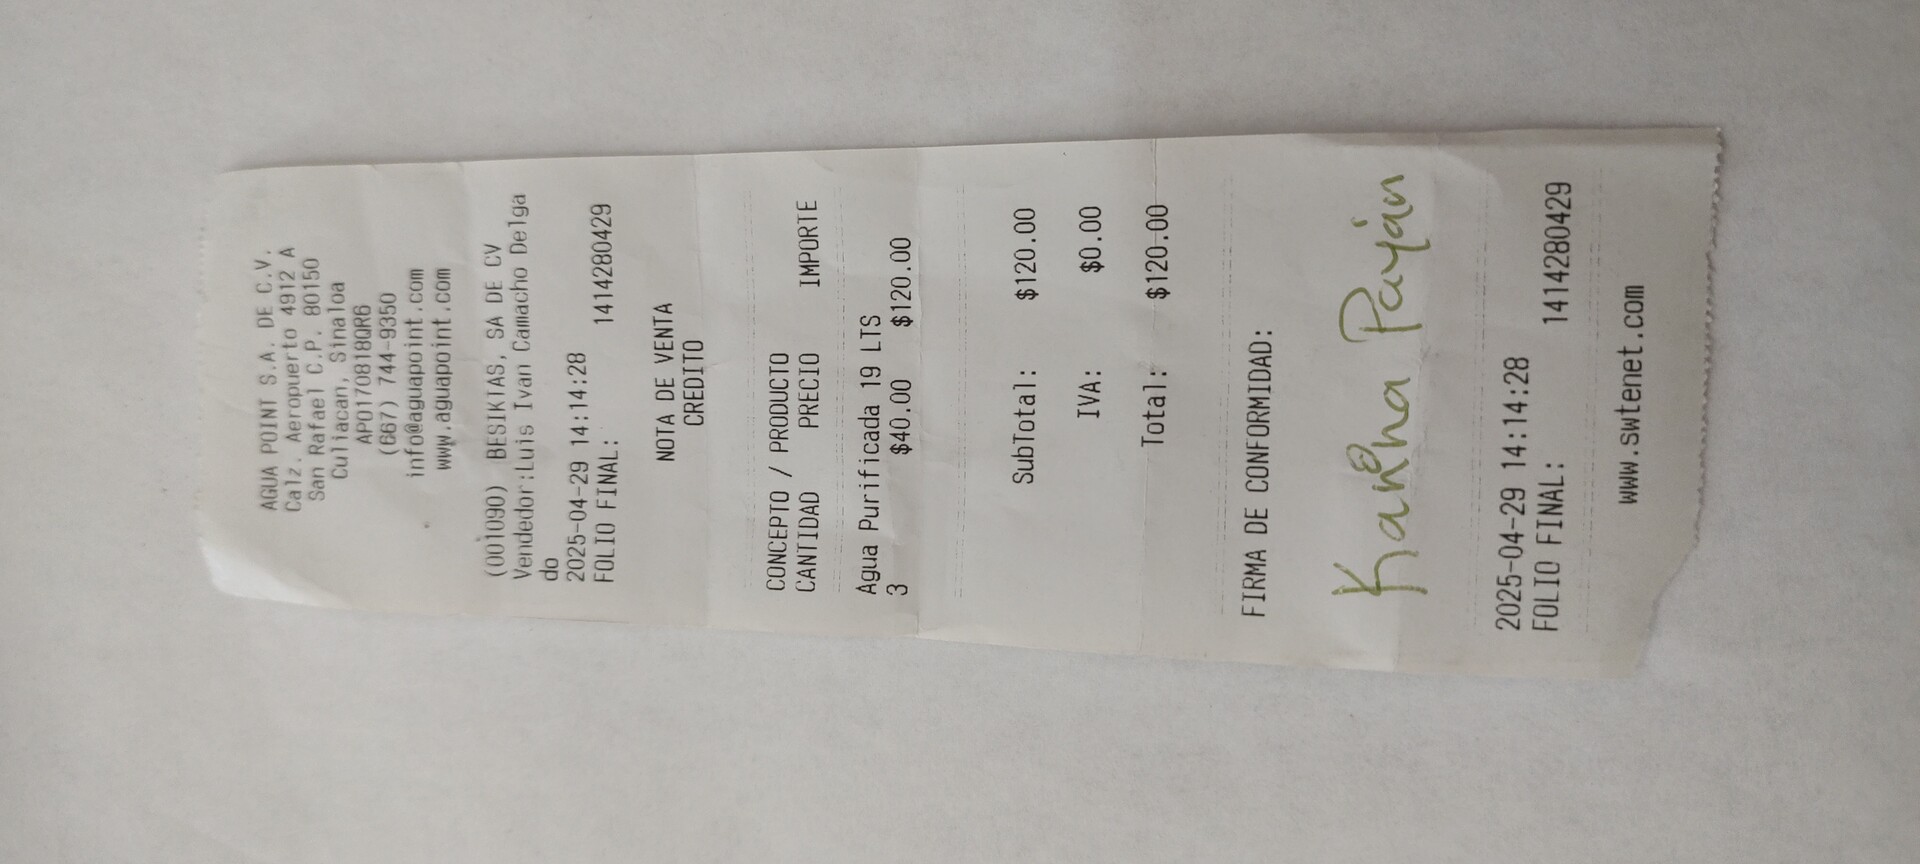 AGUA POINT S.A. DE C.V.
Calz. Aeropuerto 4912 A
San Rafael C.P. 80150
Culiacan, Sinaloa
APO170818QR6
(667) 744-9350
info@aguapoint.com
www.aguapoint.com
(001090) BESIKIAS, SA DE CV
Vendedor:Luis Ivan Camacho Delga
do
2025-04-29 14:14:28
FOLIO FINAL: 1414280429
NOTA DE VENTA
CREDITO
CONCEPTO / PRODUCTO
CANTIDAD PRECIO IMPORTE
Agua Purificada 19 LTS
3 $40.00 $120.00
SubTotal: $120.00
IVA: $0.00
Total: $120.00
FIRMA DE CONFORMIDAD:
Payán
2025-04-29 14:14:28
FOLIO FINAL: 1414280429
www.swtenet.com